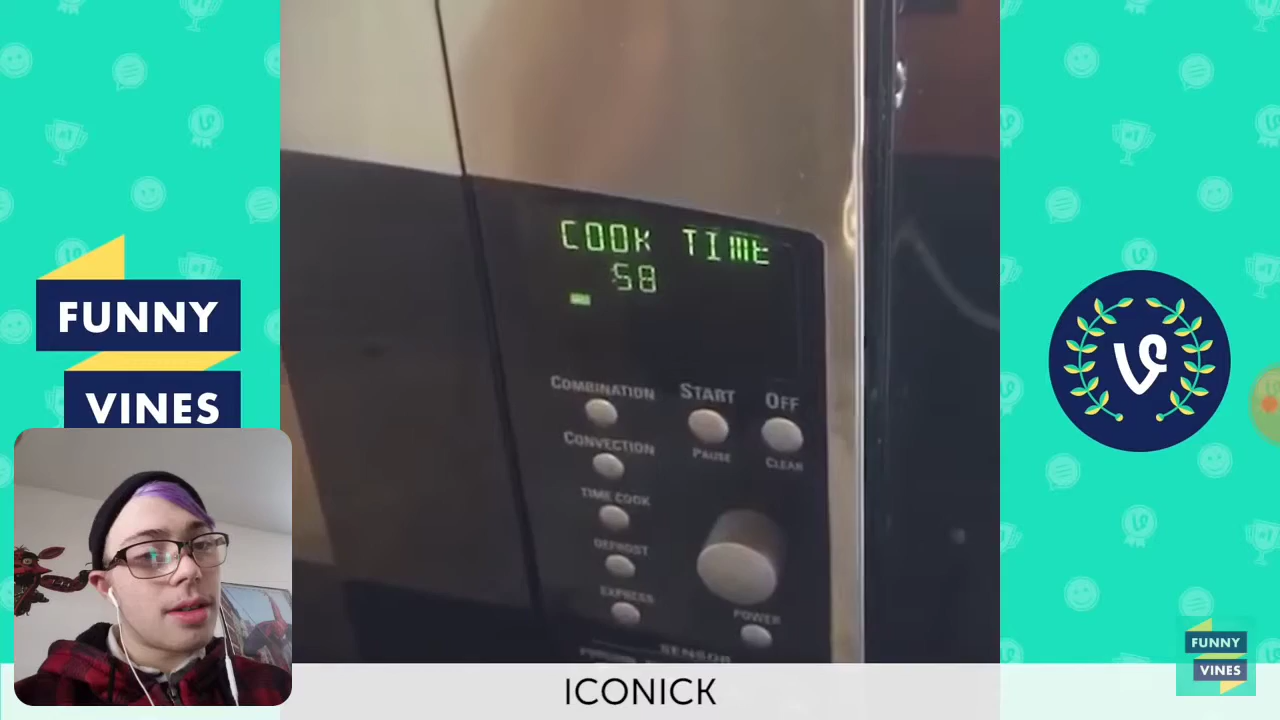 COOK TIME
:58
COMBINATION
START
OFF
CONVECTION
PAUSE
CLEAR
TIME COOK
DEFROST
EXPRESS
POWER
SENSOR
FUNNY
VINES
FUNNY
VINES
ICONICK